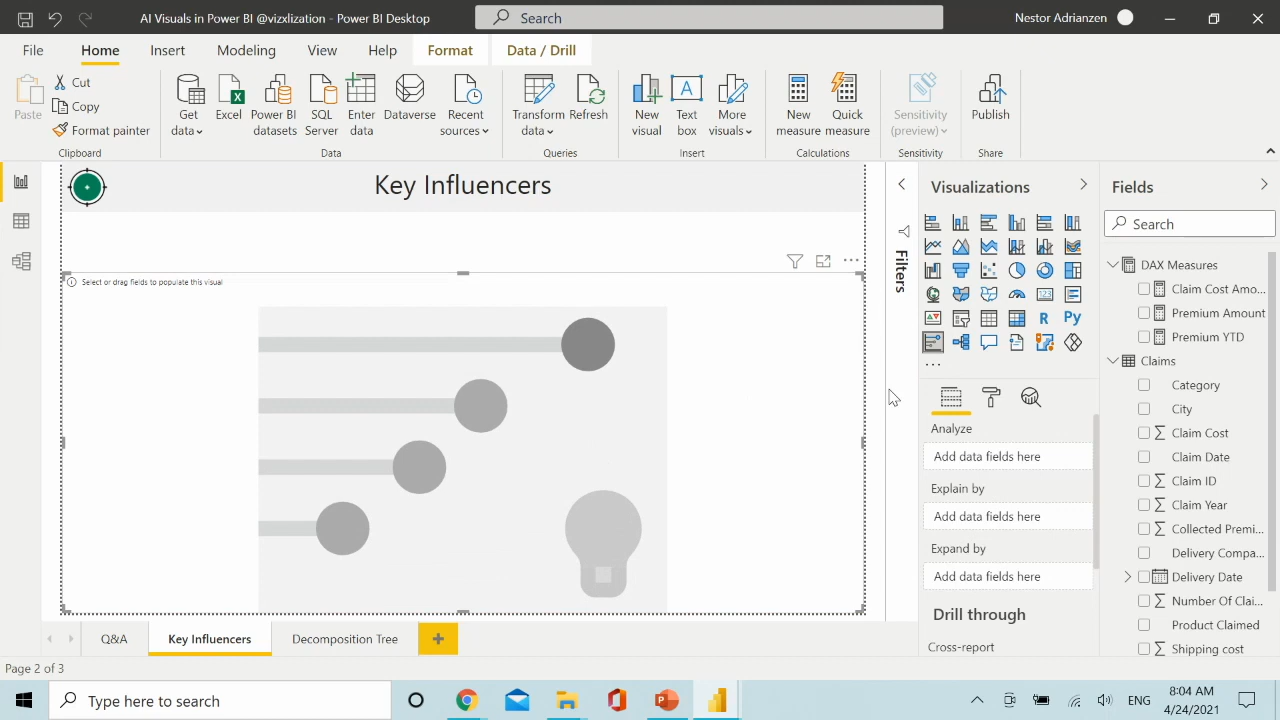 AI Visuals in Power BI @vizxlization - Power BI Desktop
Search
Nestor Adrianzen
File
Home
Insert
Modeling
View
Help
Format
Data / Drill
Paste
Cut
Copy
Format painter
Clipboard
Get data
Excel
Power BI datasets
SQL Server
Enter data
Dataverse
Recent sources
Data
Transform data
Refresh
Queries
New visual
Text box
More visuals
Insert
New measure
Quick measure
Calculations
Sensitivity (preview)
Sensitivity
Publish
Share
Key Influencers
Select or drag fields to populate this visual
Filters
Visualizations
R
Py
123
Analyze
Add data fields here
Explain by
Add data fields here
Expand by
Add data fields here
Drill through
Cross-report
Fields
Search
DAX Measures
Claim Cost Amo...
Premium Amount
Premium YTD
Claims
Category
City
Claim Cost
Claim Date
Claim ID
Claim Year
Collected Premi...
Delivery Compa...
Delivery Date
Number Of Clai...
Product Claimed
Shipping cost
Q&A
Key Influencers
Decomposition Tree
Page 2 of 3
Type here to search
ENG
8:04 AM
4/24/2021